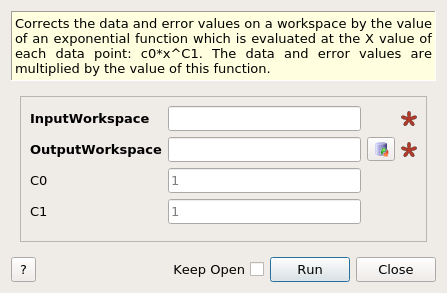 Corrects the data and error values on a workspace by the value
of an exponential function which is evaluated at the X value of
each data point: c0*x^C1. The data and error values are
multiplied by the value of this function.
InputWorkspace *
OutputWorkspace *
C0 1
C1 1
? Keep Open Run Close